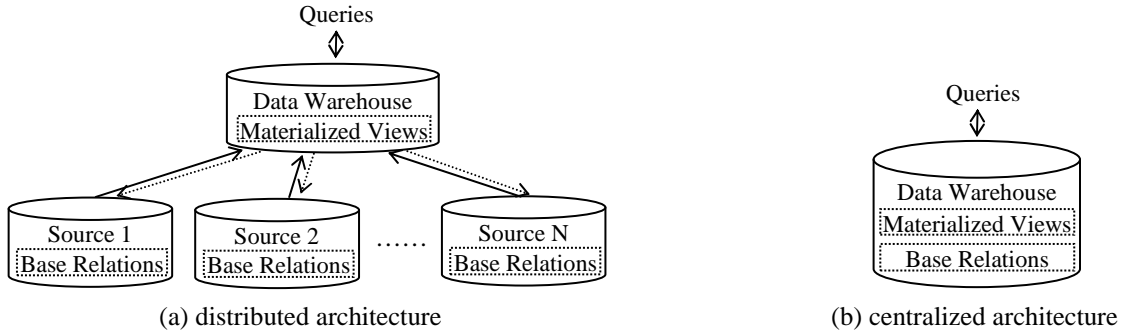 Queries
Data Warehouse
Materialized Views
Source 1
Base Relations
Source 2
Base Relations
……
Source N
Base Relations
(a) distributed architecture
Queries
Data Warehouse
Materialized Views
Base Relations
(b) centralized architecture